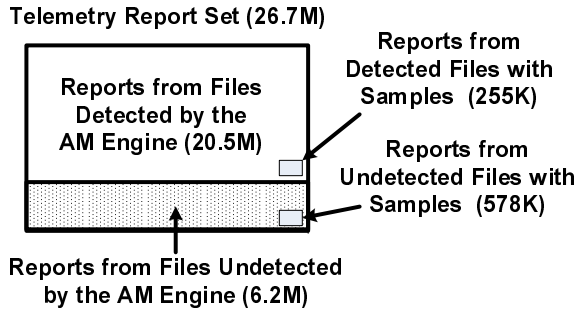 Telemetry Report Set (26.7M)
Reports from Files
Detected by the
AM Engine (20.5M)
Reports from
Detected Files with
Samples (255K)
Reports from
Undetected Files with
Samples (578K)
Reports from Files Undetected
by the AM Engine (6.2M)